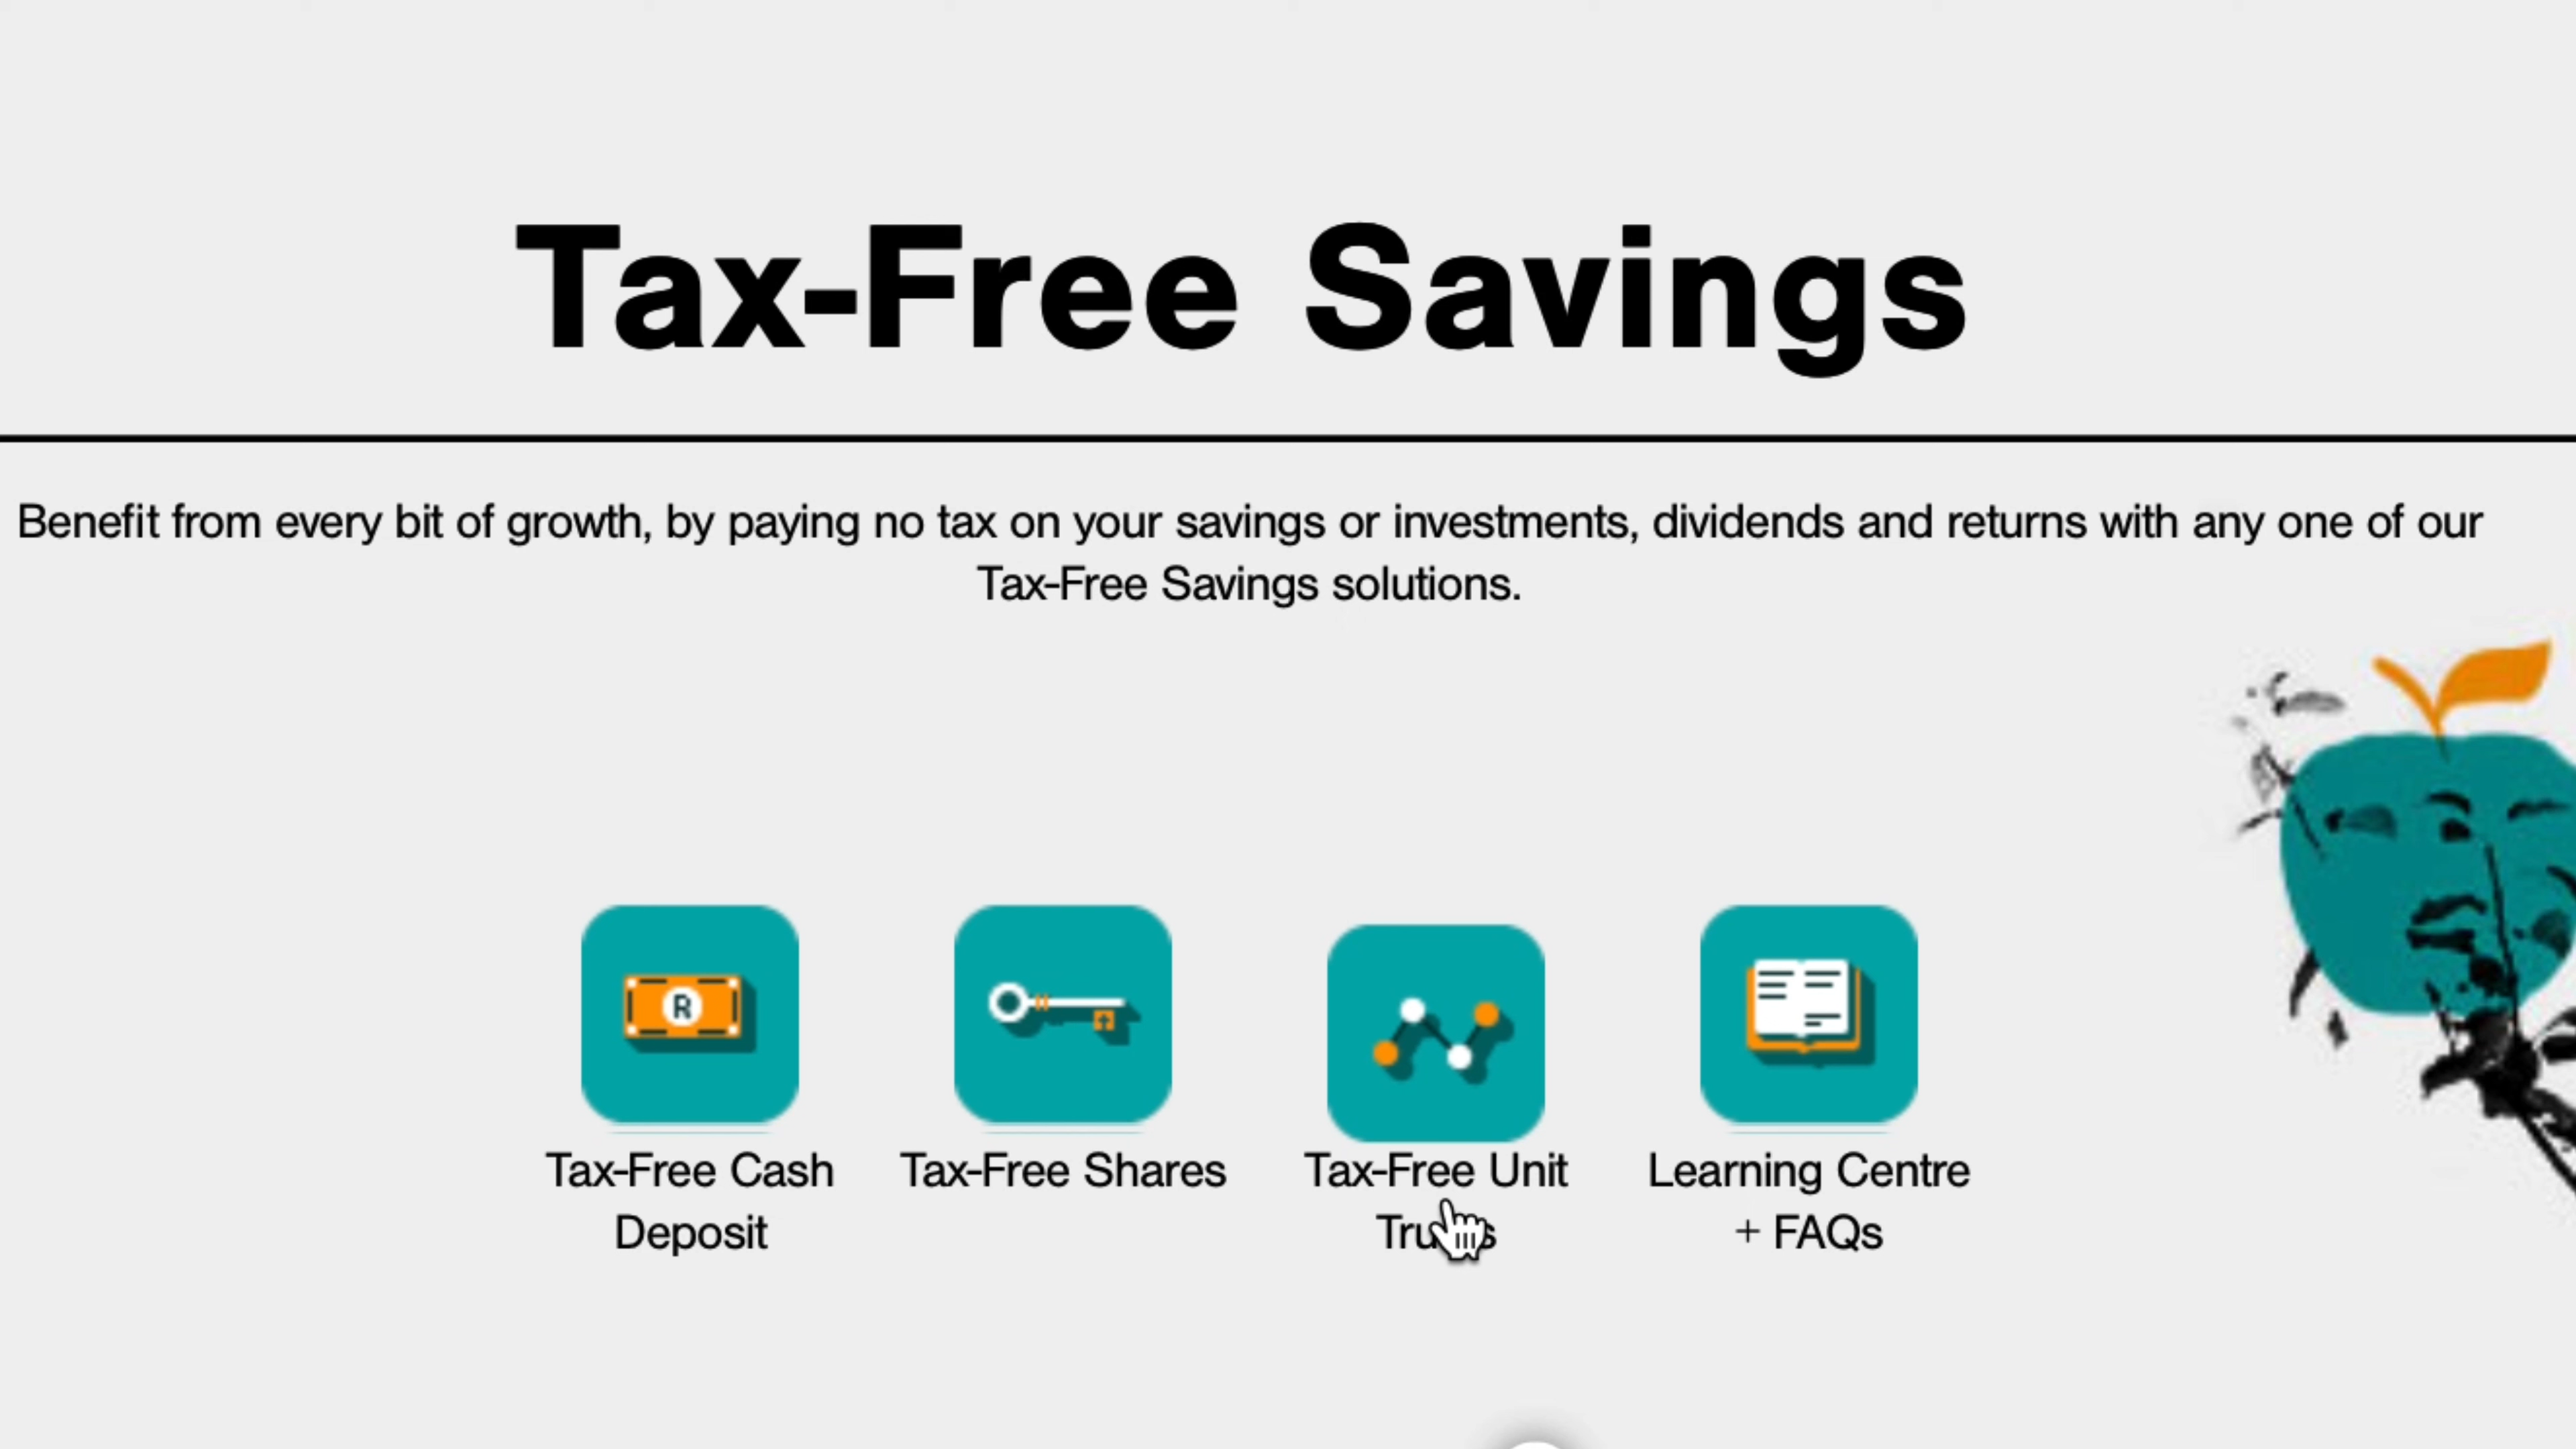 Tax-Free Savings
Benefit from every bit of growth, by paying no tax on your savings or investments, dividends and returns with any one of our
Tax-Free Savings solutions.
R
Tax-Free Cash
Deposit
Tax-Free Shares
Tax-Free Unit
Learning Centre
+ FAQs